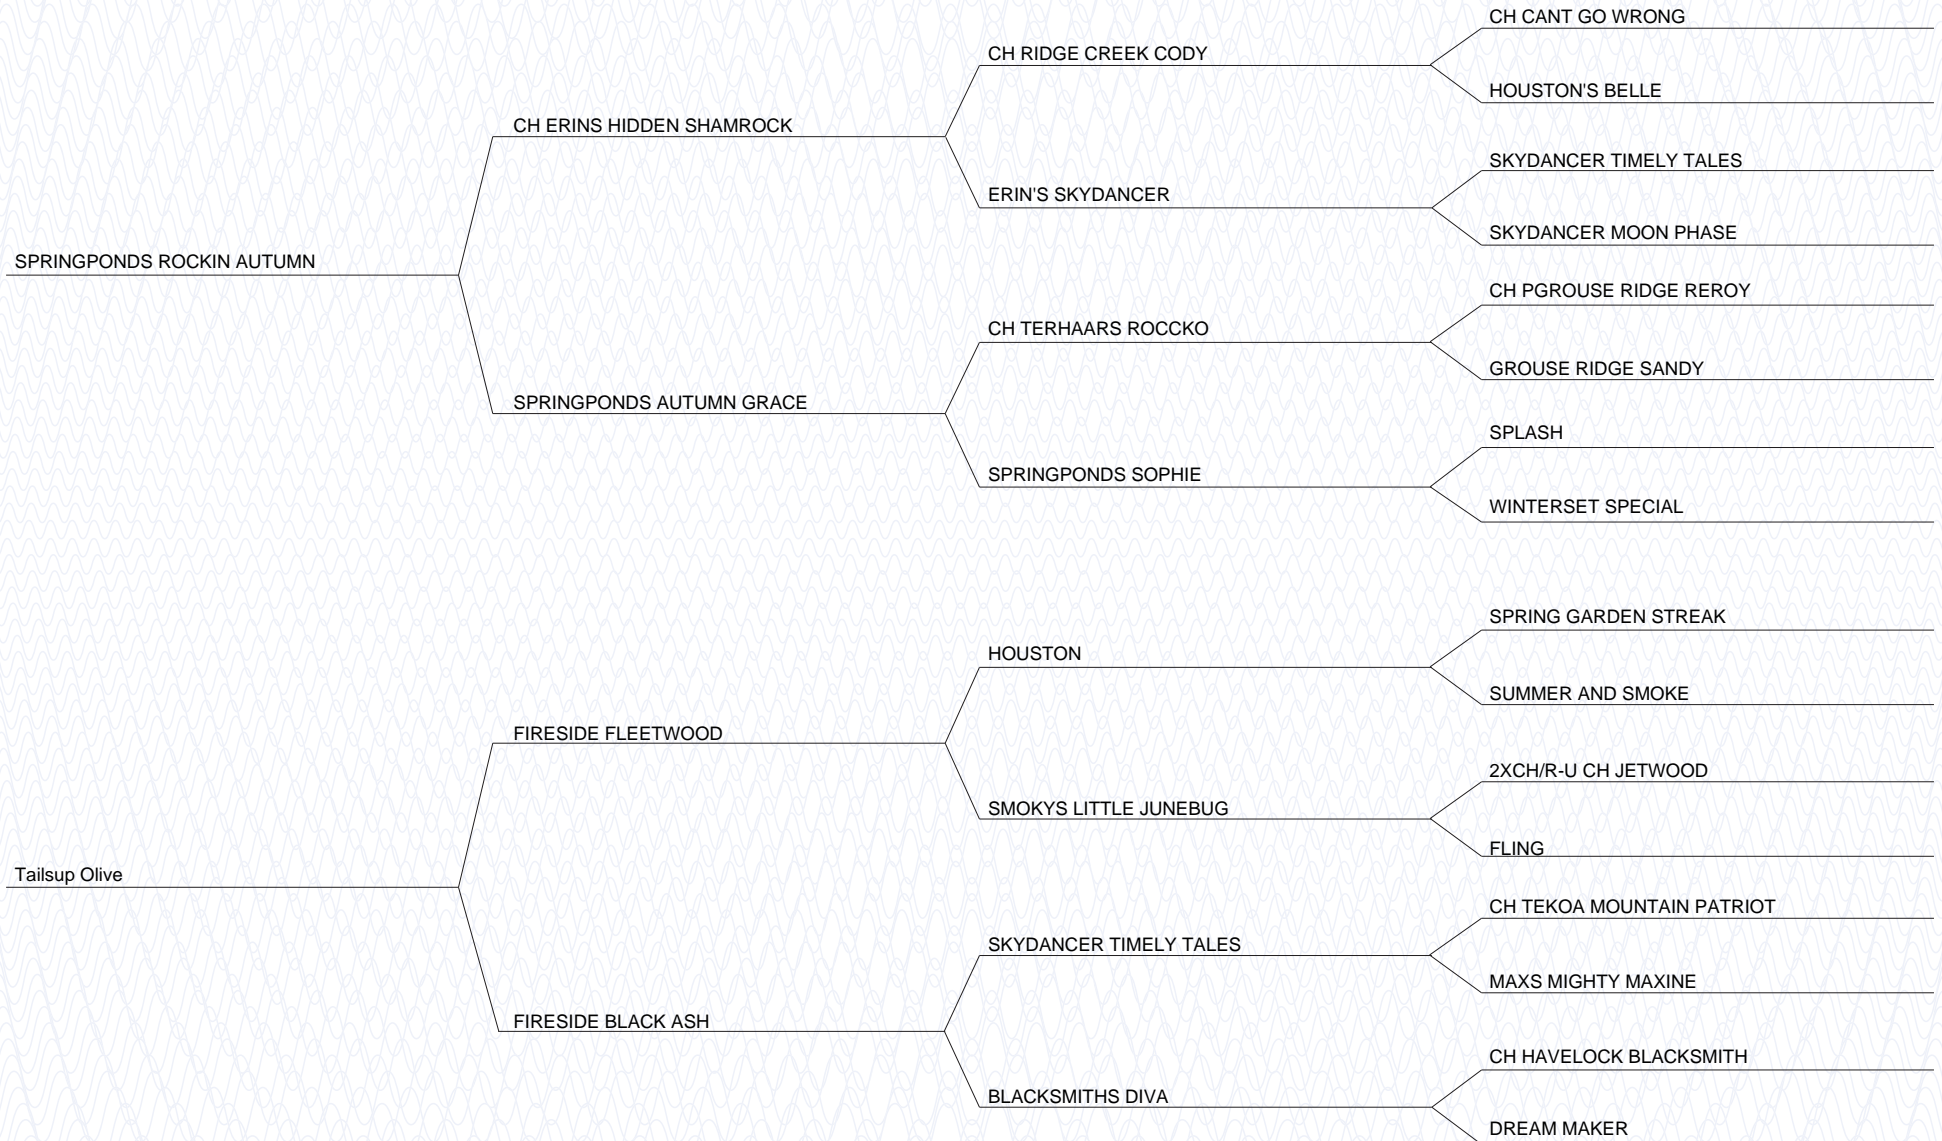 CH CANT GO WRONG
CH RIDGE CREEK CODY
HOUSTON'S BELLE
CH ERINS HIDDEN SHAMROCK
SKYDANCER TIMELY TALES
ERIN'S SKYDANCER
SKYDANCER MOON PHASE
SPRINGPONDS ROCKIN AUTUMN
CH PGROUSE RIDGE REROY
CH TERHAARS ROCCKO
GROUSE RIDGE SANDY
SPRINGPONDS AUTUMN GRACE
SPLASH
SPRINGPONDS SOPHIE
WINTERSET SPECIAL
SPRING GARDEN STREAK
HOUSTON
SUMMER AND SMOKE
FIRESIDE FLEETWOOD
2XCH/R-U CH JETWOOD
SMOKYS LITTLE JUNEBUG
FLING
Tailsup Olive
CH TEKOA MOUNTAIN PATRIOT
SKYDANCER TIMELY TALES
MAXS MIGHTY MAXINE
FIRESIDE BLACK ASH
CH HAVELOCK BLACKSMITH
BLACKSMITHS DIVA
DREAM MAKER